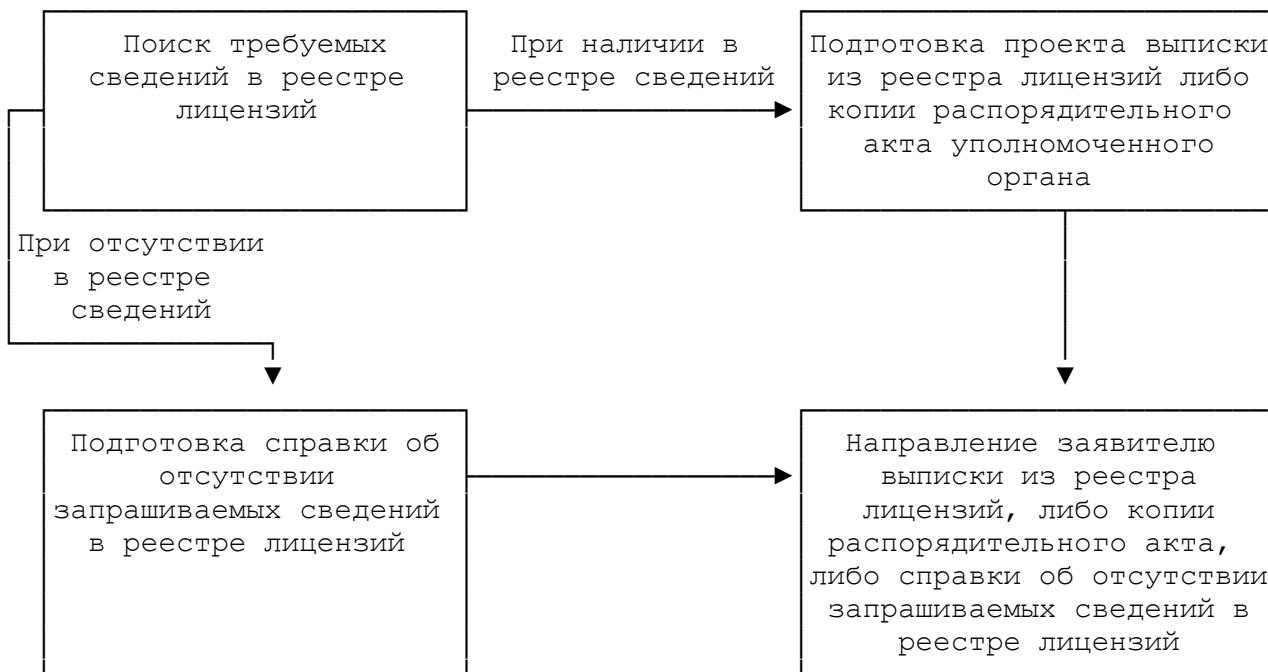 Поиск требуемых
сведений в реестре
лицензий
При наличии в
реестре сведений
Подготовка проекта выписки
из реестра лицензий либо
копии распорядительного
акта уполномоченного
органа
При отсутствии
в реестре
сведений
Подготовка справки об
отсутствии
запрашиваемых сведений
в реестре лицензий
Направление заявителю
выписки из реестра
лицензий, либо копии
распорядительного акта,
либо справки об отсутствии
запрашиваемых сведений в
реестре лицензий